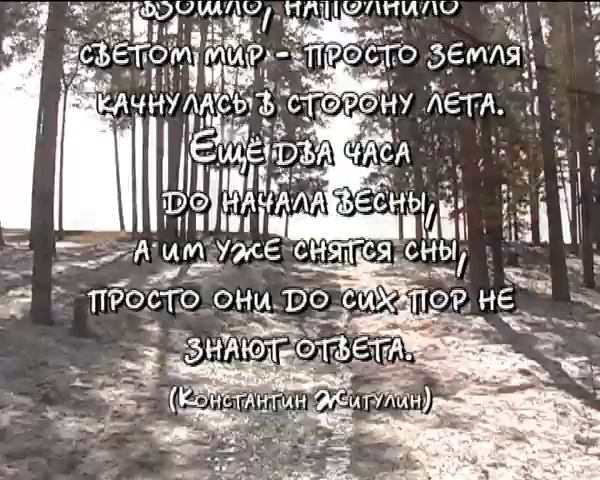 ВЗОШЛО, НАПОЛНИЛО
СВЕТОМ МИР - ПРОСТО ЗЕМЛЯ
КАЧНУЛАСЬ В СТОРОНУ ЛЕТА.
ЕЩЁ ДВА ЧАСА
ДО НАЧАЛА ВЕСНЫ,
А ИМ УЖЕ СНЯТСЯ СНЫ,
ПРОСТО ОНИ ДО СИХ ПОР НЕ
ЗНАЮТ ОТВЕТА.
(КОНСТАНТИН ЖИТУЛИН)